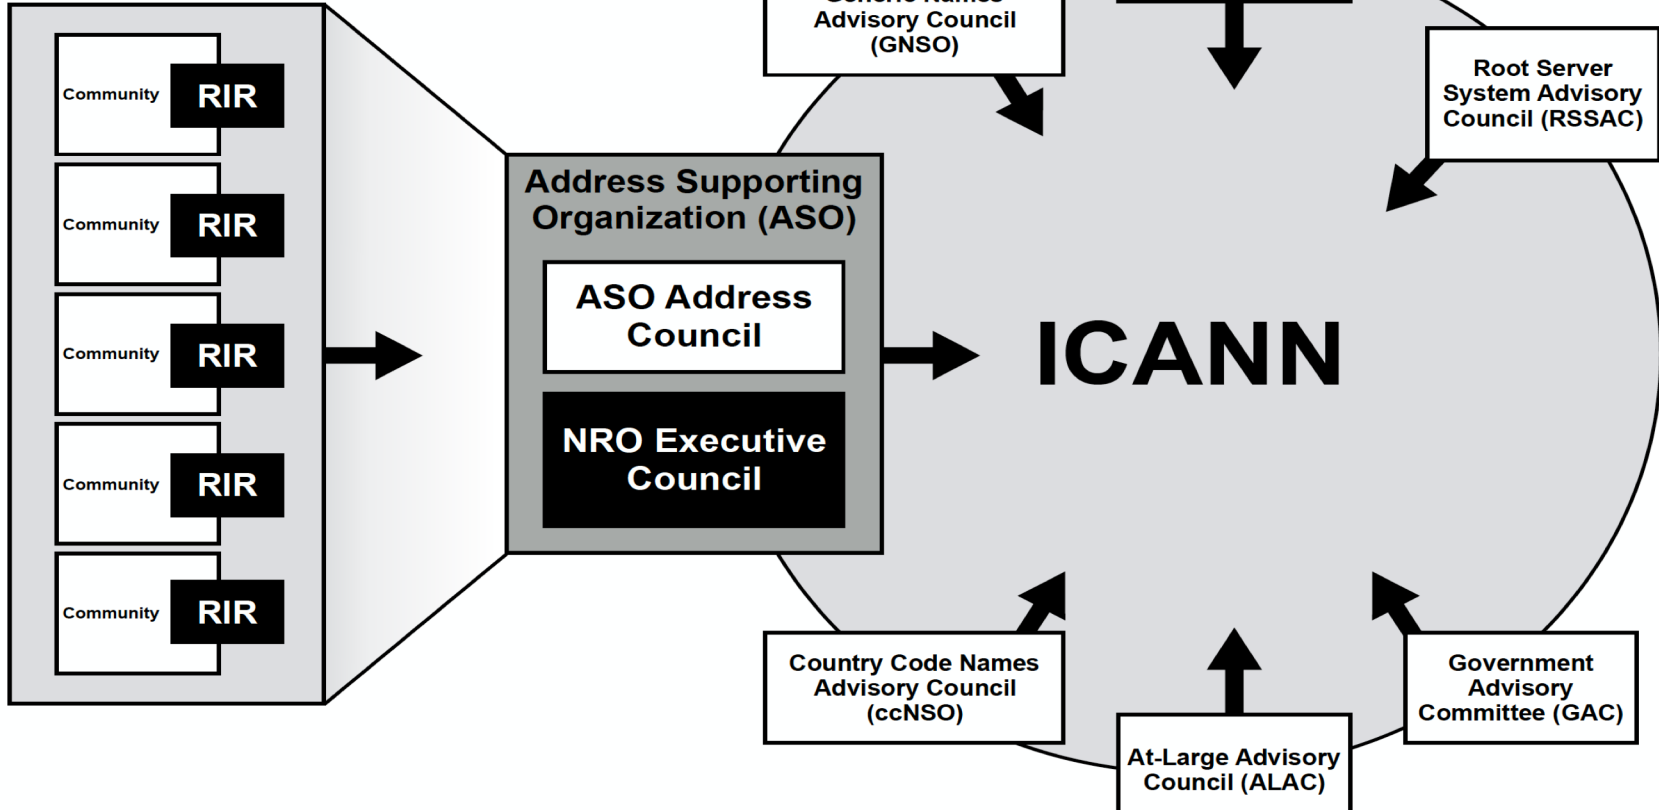 Community
RIR
Community
RIR
Community
RIR
Community
RIR
Community
RIR
Address Supporting
Organization (ASO)
ASO Address
Council
NRO Executive
Council
Generic Names
Advisory Council
(GNSO)
Root Server
System Advisory
Council (RSSAC)
ICANN
Country Code Names
Advisory Council
(ccNSO)
At-Large Advisory
Council (ALAC)
Government
Advisory
Committee (GAC)